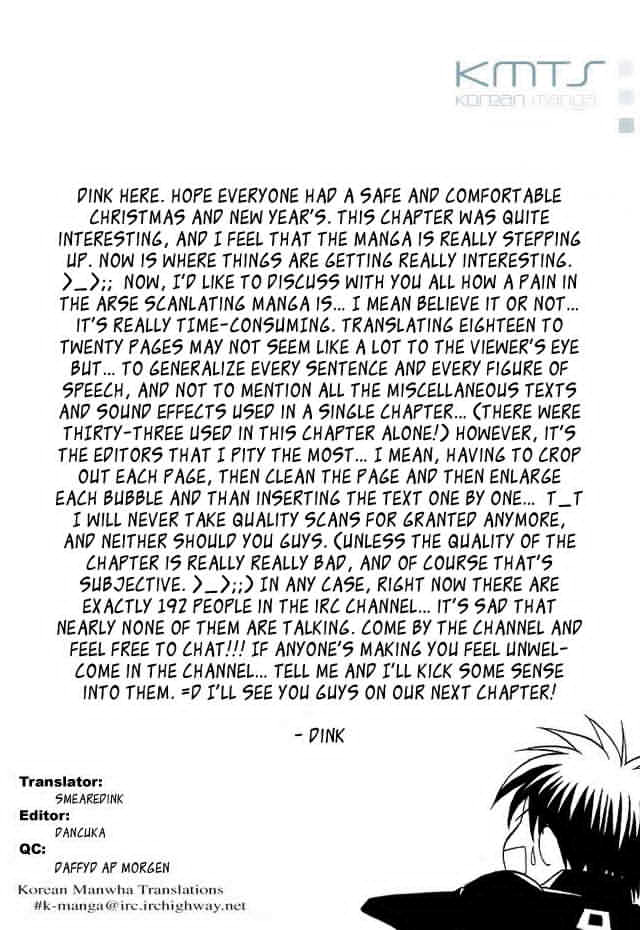 KMTS
Korean manga
DINK HERE. HOPE EVERYONE HAD A SAFE AND COMFORTABLE
CHRISTMAS AND NEW YEAR'S. THIS CHAPTER WAS QUITE
INTERESTING, AND I FEEL THAT THE MANGA IS REALLY STEPPING
UP. NOW IS WHERE THINGS ARE GETTING REALLY INTERESTING.
>_>;; NOW, I'D LIKE TO DISCUSS WITH YOU ALL HOW A PAIN IN
THE ARSE SCANLATING MANGA IS... I MEAN BELIEVE IT OR NOT...
IT'S REALLY TIME-CONSUMING. TRANSLATING EIGHTEEN TO
TWENTY PAGES MAY NOT SEEM LIKE A LOT TO THE VIEWER'S EYE
BUT... TO GENERALIZE EVERY SENTENCE AND EVERY FIGURE OF
SPEECH, AND NOT TO MENTION ALL THE MISCELLANEOUS TEXTS
AND SOUND EFFECTS USED IN A SINGLE CHAPTER... (THERE WERE
THIRTY-THREE USED IN THIS CHAPTER ALONE!) HOWEVER, IT'S
THE EDITORS THAT I PITY THE MOST... I MEAN, HAVING TO CROP
OUT EACH PAGE, THEN CLEAN THE PAGE AND THEN ENLARGE
EACH BUBBLE AND THAN INSERTING THE TEXT ONE BY ONE... T_T
I WILL NEVER TAKE QUALITY SCANS FOR GRANTED ANYMORE,
AND NEITHER SHOULD YOU GUYS. (UNLESS THE QUALITY OF THE
CHAPTER IS REALLY REALLY BAD, AND OF COURSE THAT'S
SUBJECTIVE. >_>;;) IN ANY CASE, RIGHT NOW THERE ARE
EXACTLY 192 PEOPLE IN THE IRC CHANNEL... IT'S SAD THAT
NEARLY NONE OF THEM ARE TALKING. COME BY THE CHANNEL AND
FEEL FREE TO CHAT!!! IF ANYONE'S MAKING YOU FEEL UNWEL-
COME IN THE CHANNEL... TELL ME AND I'LL KICK SOME SENSE
INTO THEM. =D I'LL SEE YOU GUYS ON OUR NEXT CHAPTER!
- DINK
Translator:
SMEAREDINK
Editor:
DANCUKA
QC:
DAFFYD AP MORGEN
Korean Manwha Translations
#k-manga@irc.irchighway.net